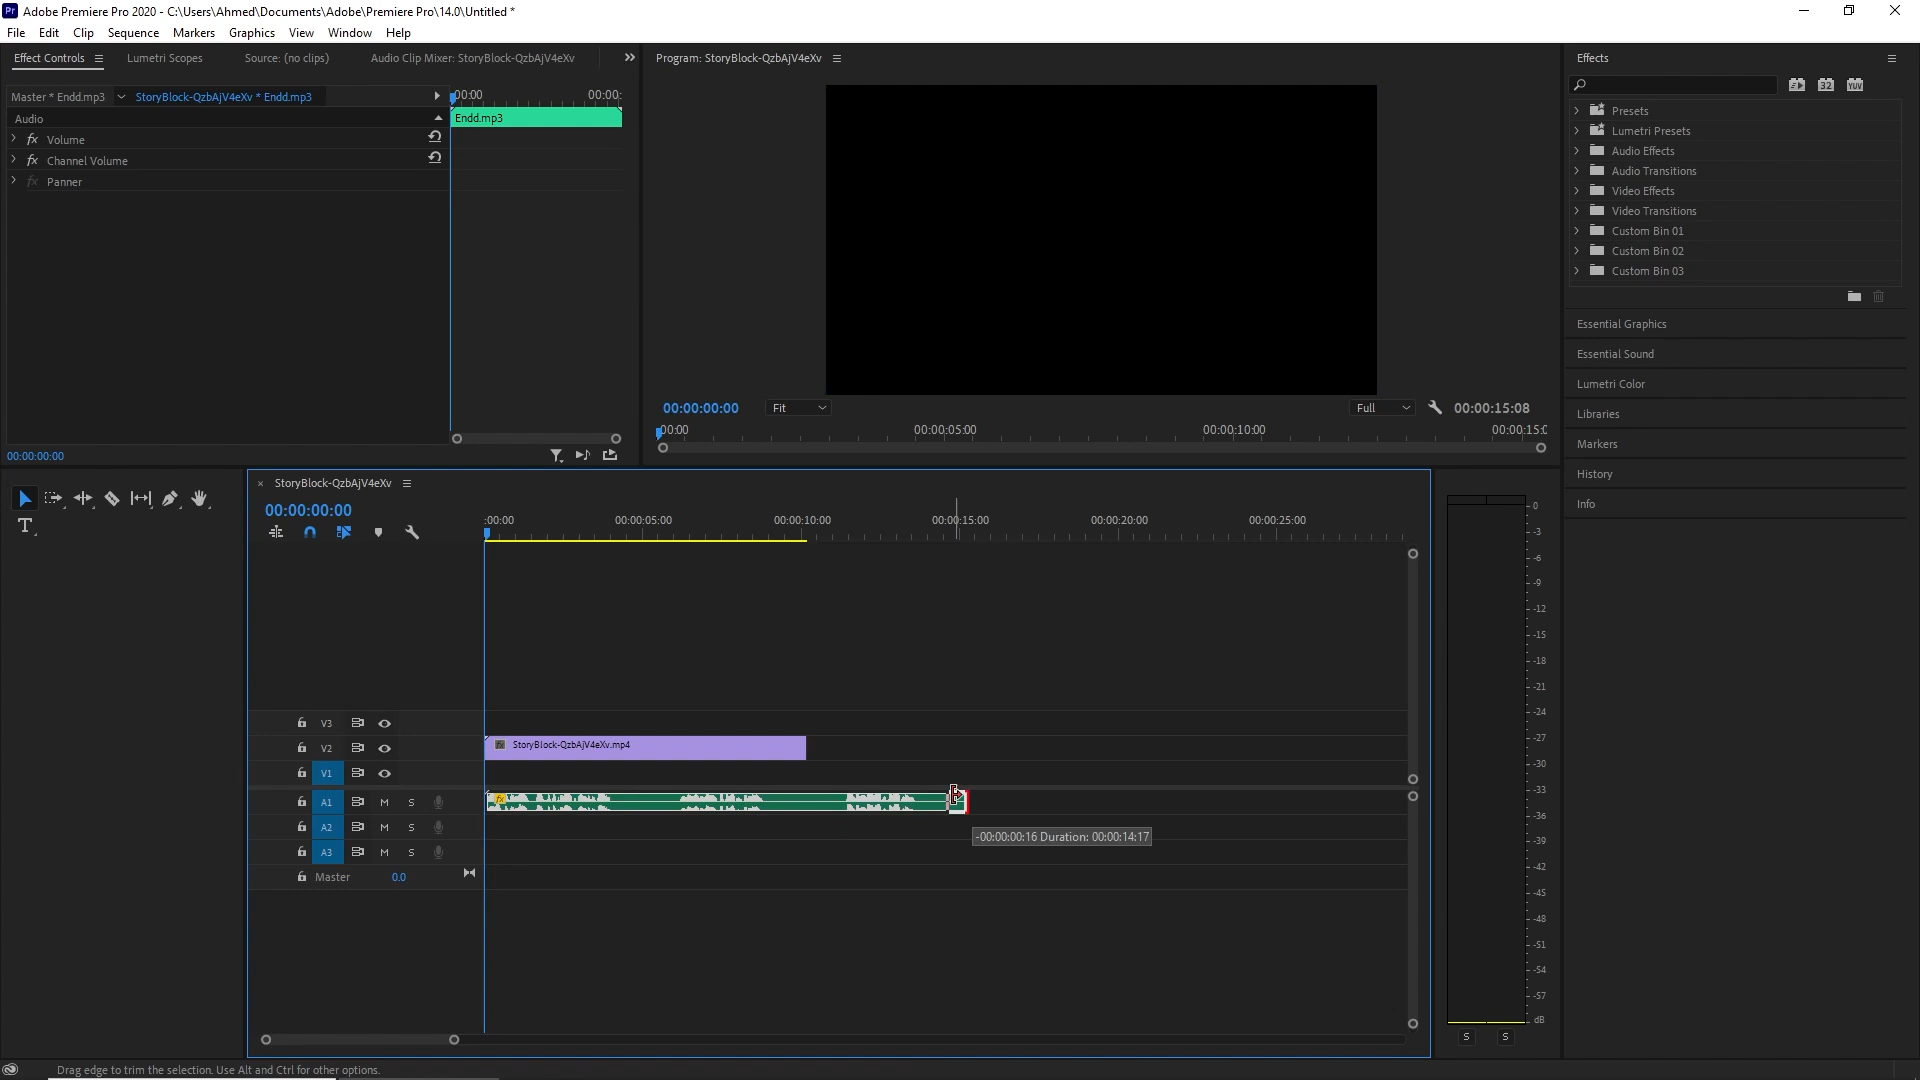 Pr Adobe Premiere Pro 2020 - C:\Users\Ahmed\Documents\Adobe\Premiere Pro\14.0\Untitled *
File Edit Clip Sequence Markers Graphics View Window Help
Effect Controls Lumetri Scopes Source: (no clips) Audio Clip Mixer: StoryBlock-QzbAjV4eXv
Program: StoryBlock-QzbAjV4eXv
Effects
Master * Endd.mp3 StoryBlock-QzbAjV4eXv * Endd.mp3
:00:00 00:00:
Audio
Endd.mp3
fx Volume
fx Channel Volume
fx Panner
00:00:00:00
32 YUV
Presets
Lumetri Presets
Audio Effects
Audio Transitions
Video Effects
Video Transitions
Custom Bin 01
Custom Bin 02
Custom Bin 03
Essential Graphics
Essential Sound
Lumetri Color
Libraries
Markers
History
Info
00:00:00:00 Fit Full 00:00:15:08
:00:00 00:00:05:00 00:00:10:00 00:00:15:0
× StoryBlock-QzbAjV4eXv
00:00:00:00
:00:00 00:00:05:00 00:00:10:00 00:00:15:00 00:00:20:00 00:00:25:00
T
V3
V2 fx StoryBlock-QzbAjV4eXv.mp4
V1
A1 M S fx
A2 M S
-00:00:00:16 Duration: 00:00:14:17
A3 M S
Master 0.0
0
-3
-6
-9
-12
-15
-18
-21
-24
-27
-30
-33
-36
-39
-42
-45
-48
-51
-54
-57
dB
S S
Drag edge to trim the selection. Use Alt and Ctrl for other options.